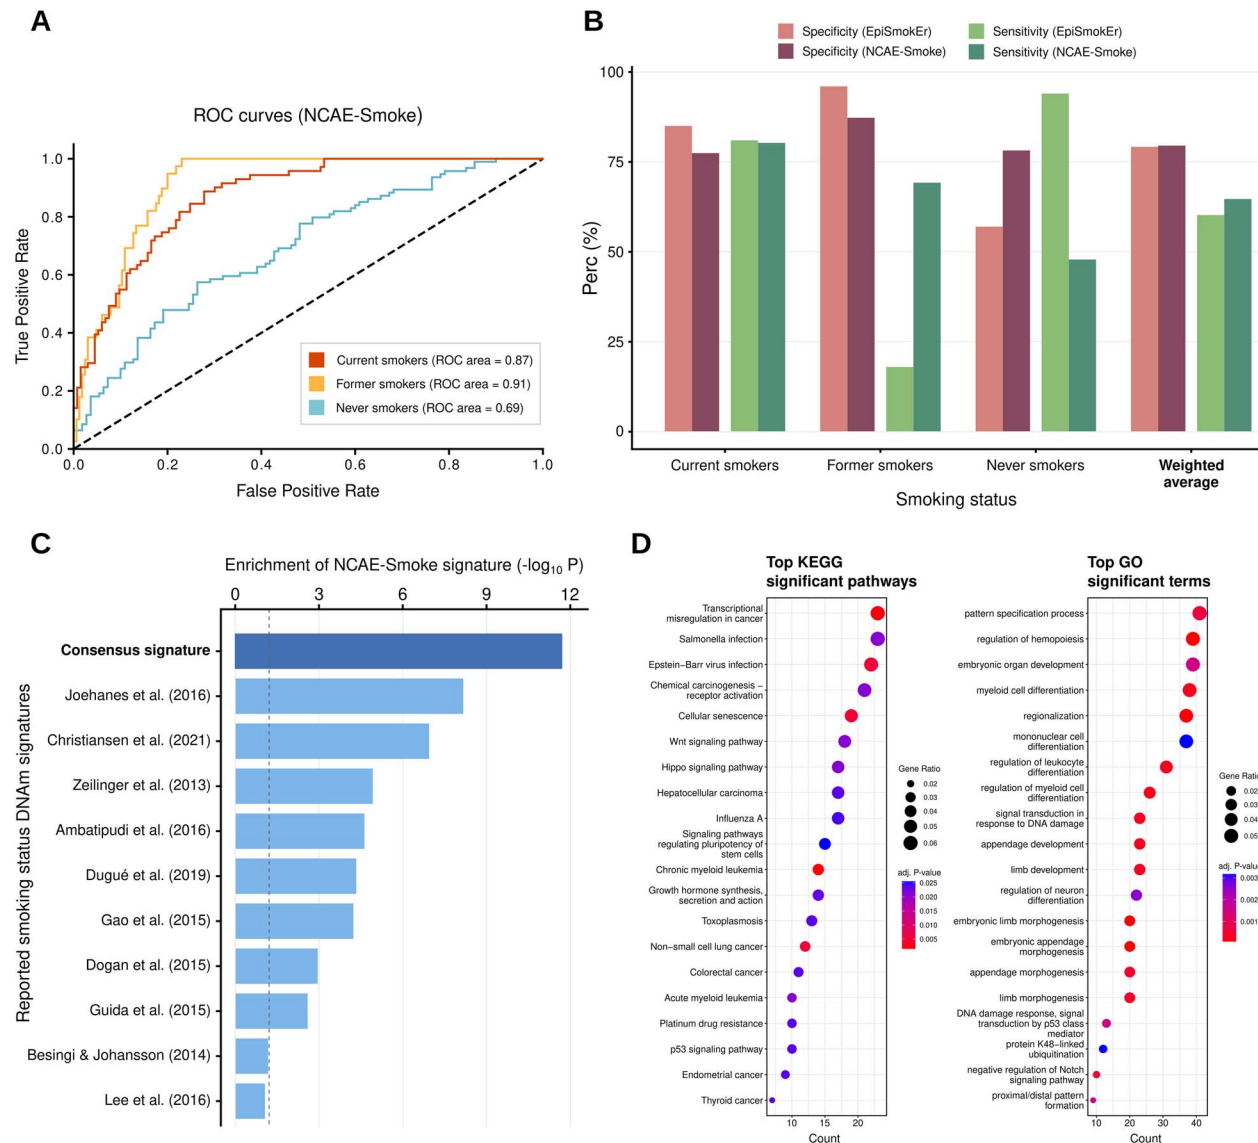 A
ROC curves (NCAE-Smoke)
True Positive Rate
1.0
0.8
0.6
0.4
0.2
0.0
0.0
0.2
0.4
0.6
0.8
1.0
False Positive Rate
Current smokers (ROC area = 0.87)
Former smokers (ROC area = 0.91)
Never smokers (ROC area = 0.69)
B
Specificity (EpiSmokEr)
Specificity (NCAE-Smoke)
Sensitivity (EpiSmokEr)
Sensitivity (NCAE-Smoke)
Perc (%)
100
75
50
25
0
Current smokers
Former smokers
Never smokers
Weighted
average
Smoking status
C
Enrichment of NCAE-Smoke signature (-log₁₀ P)
0
3
6
9
12
Reported smoking status DNAm signatures
Consensus signature
Joehanes et al. (2016)
Christiansen et al. (2021)
Zeilinger et al. (2013)
Ambatipudi et al. (2016)
Dugué et al. (2019)
Gao et al. (2015)
Dogan et al. (2015)
Guida et al. (2015)
Besingi & Johansson (2014)
Lee et al. (2016)
D
Top KEGG
significant pathways
Transcriptional
misregulation in cancer
Salmonella infection
Epstein−Barr virus infection
Chemical carcinogenesis −
receptor activation
Cellular senescence
Wnt signaling pathway
Hippo signaling pathway
Hepatocellular carcinoma
Influenza A
Signaling pathways
regulating pluripotency of
stem cells
Chronic myeloid leukemia
Growth hormone synthesis,
secretion and action
Toxoplasmosis
Non−small cell lung cancer
Colorectal cancer
Acute myeloid leukemia
Platinum drug resistance
p53 signaling pathway
Endometrial cancer
Thyroid cancer
10
15
20
Count
Gene Ratio
0.02
0.03
0.04
0.05
0.06
adj. P-value
0.025
0.020
0.015
0.010
0.005
Top GO
significant terms
pattern specification process
regulation of hemopoiesis
embryonic organ development
myeloid cell differentiation
regionalization
mononuclear cell
differentiation
regulation of leukocyte
differentiation
regulation of myeloid cell
differentiation
signal transduction in
response to DNA damage
appendage development
limb development
regulation of neuron
differentiation
embryonic limb morphogenesis
embryonic appendage
morphogenesis
appendage morphogenesis
limb morphogenesis
DNA damage response, signal
transduction by p53 class
mediator
protein K48−linked
ubiquitination
negative regulation of Notch
signaling pathway
proximal/distal pattern
formation
10
20
30
40
Count
Gene Ratio
0.02
0.03
0.04
0.05
adj. P-value
0.003
0.002
0.001